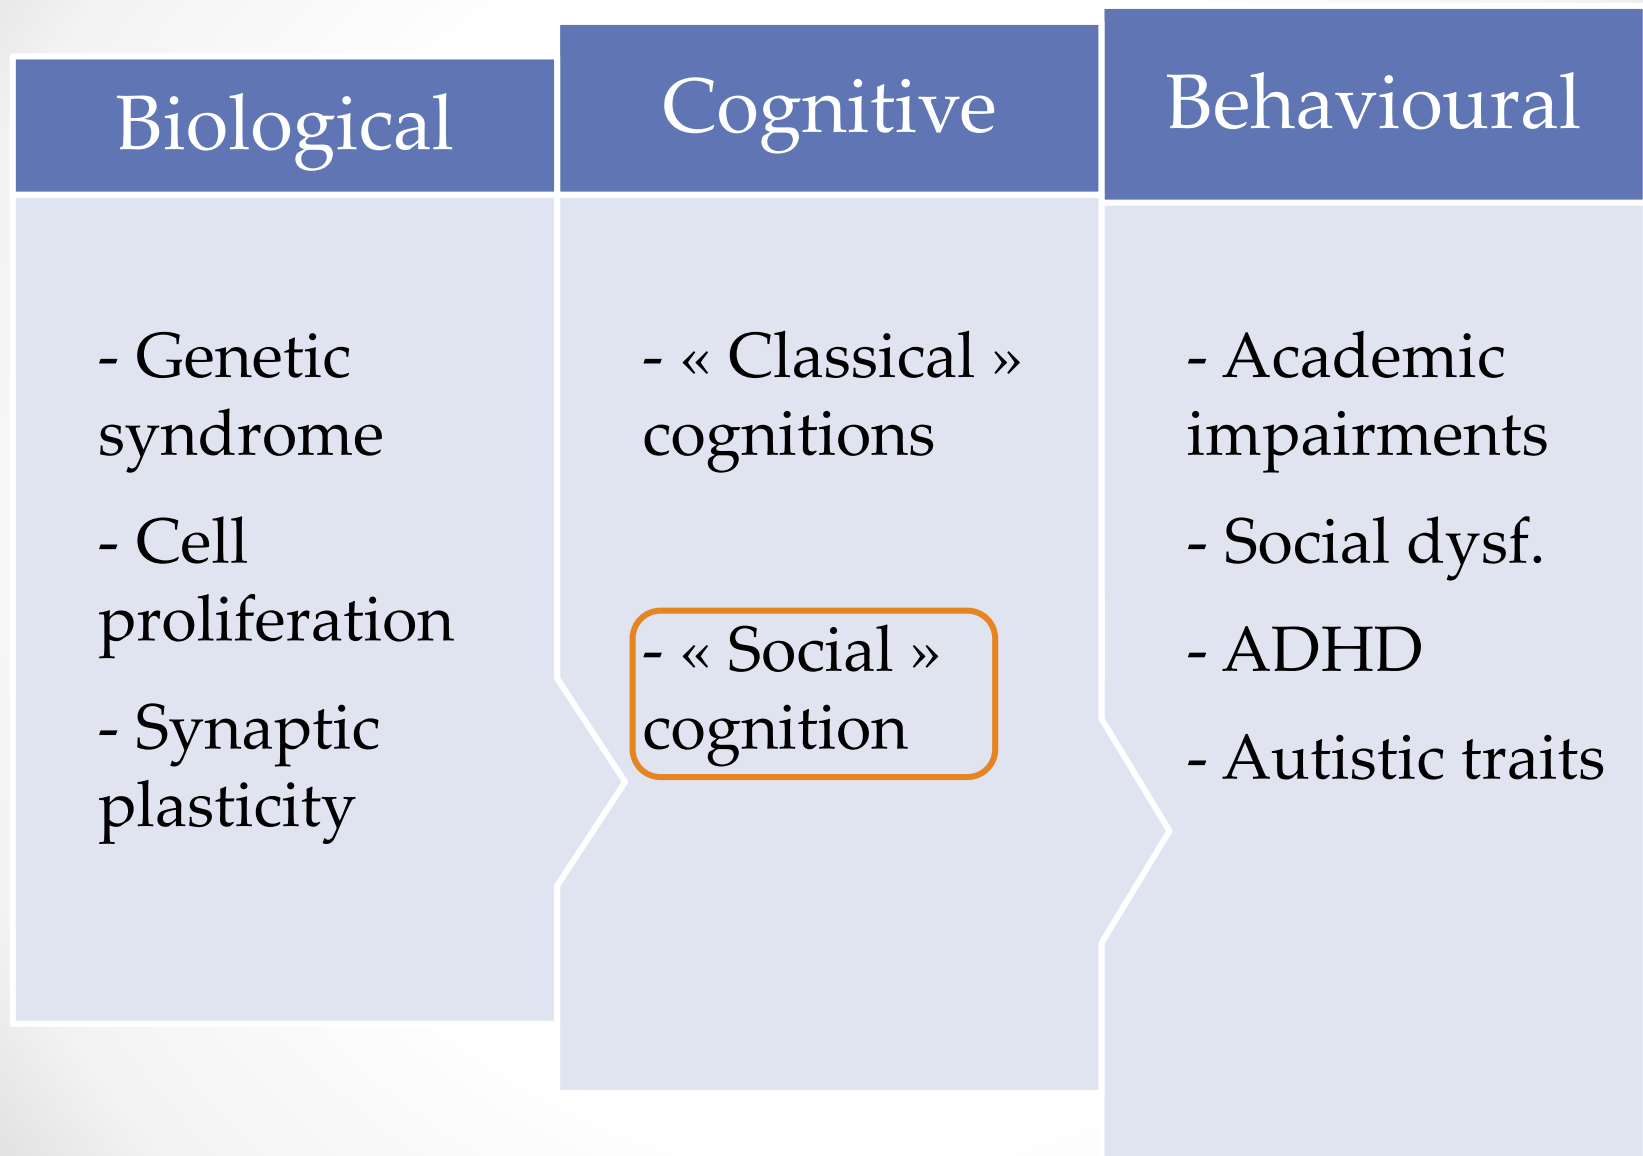 Biological
- Genetic
syndrome
- Cell
proliferation
- Synaptic
plasticity
Cognitive
- « Classical »
cognitions
- « Social »
cognition
Behavioural
- Academic
impairments
- Social dysf.
- ADHD
- Autistic traits